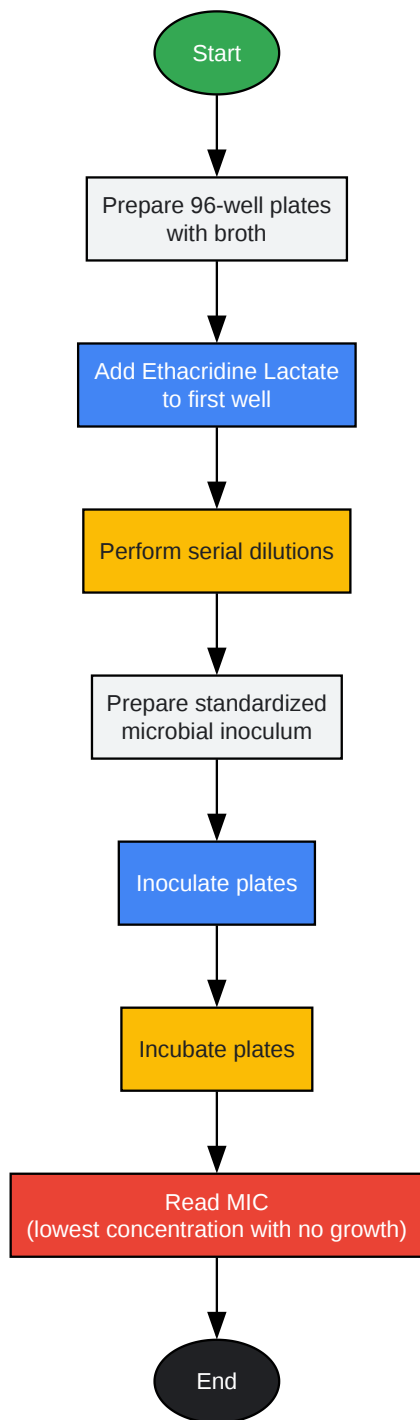 Start
Prepare 96-well plates
with broth
Add Ethacridine Lactate
to first well
Perform serial dilutions
Prepare standardized
microbial inoculum
Inoculate plates
Incubate plates
Read MIC
(lowest concentration with no growth)
End